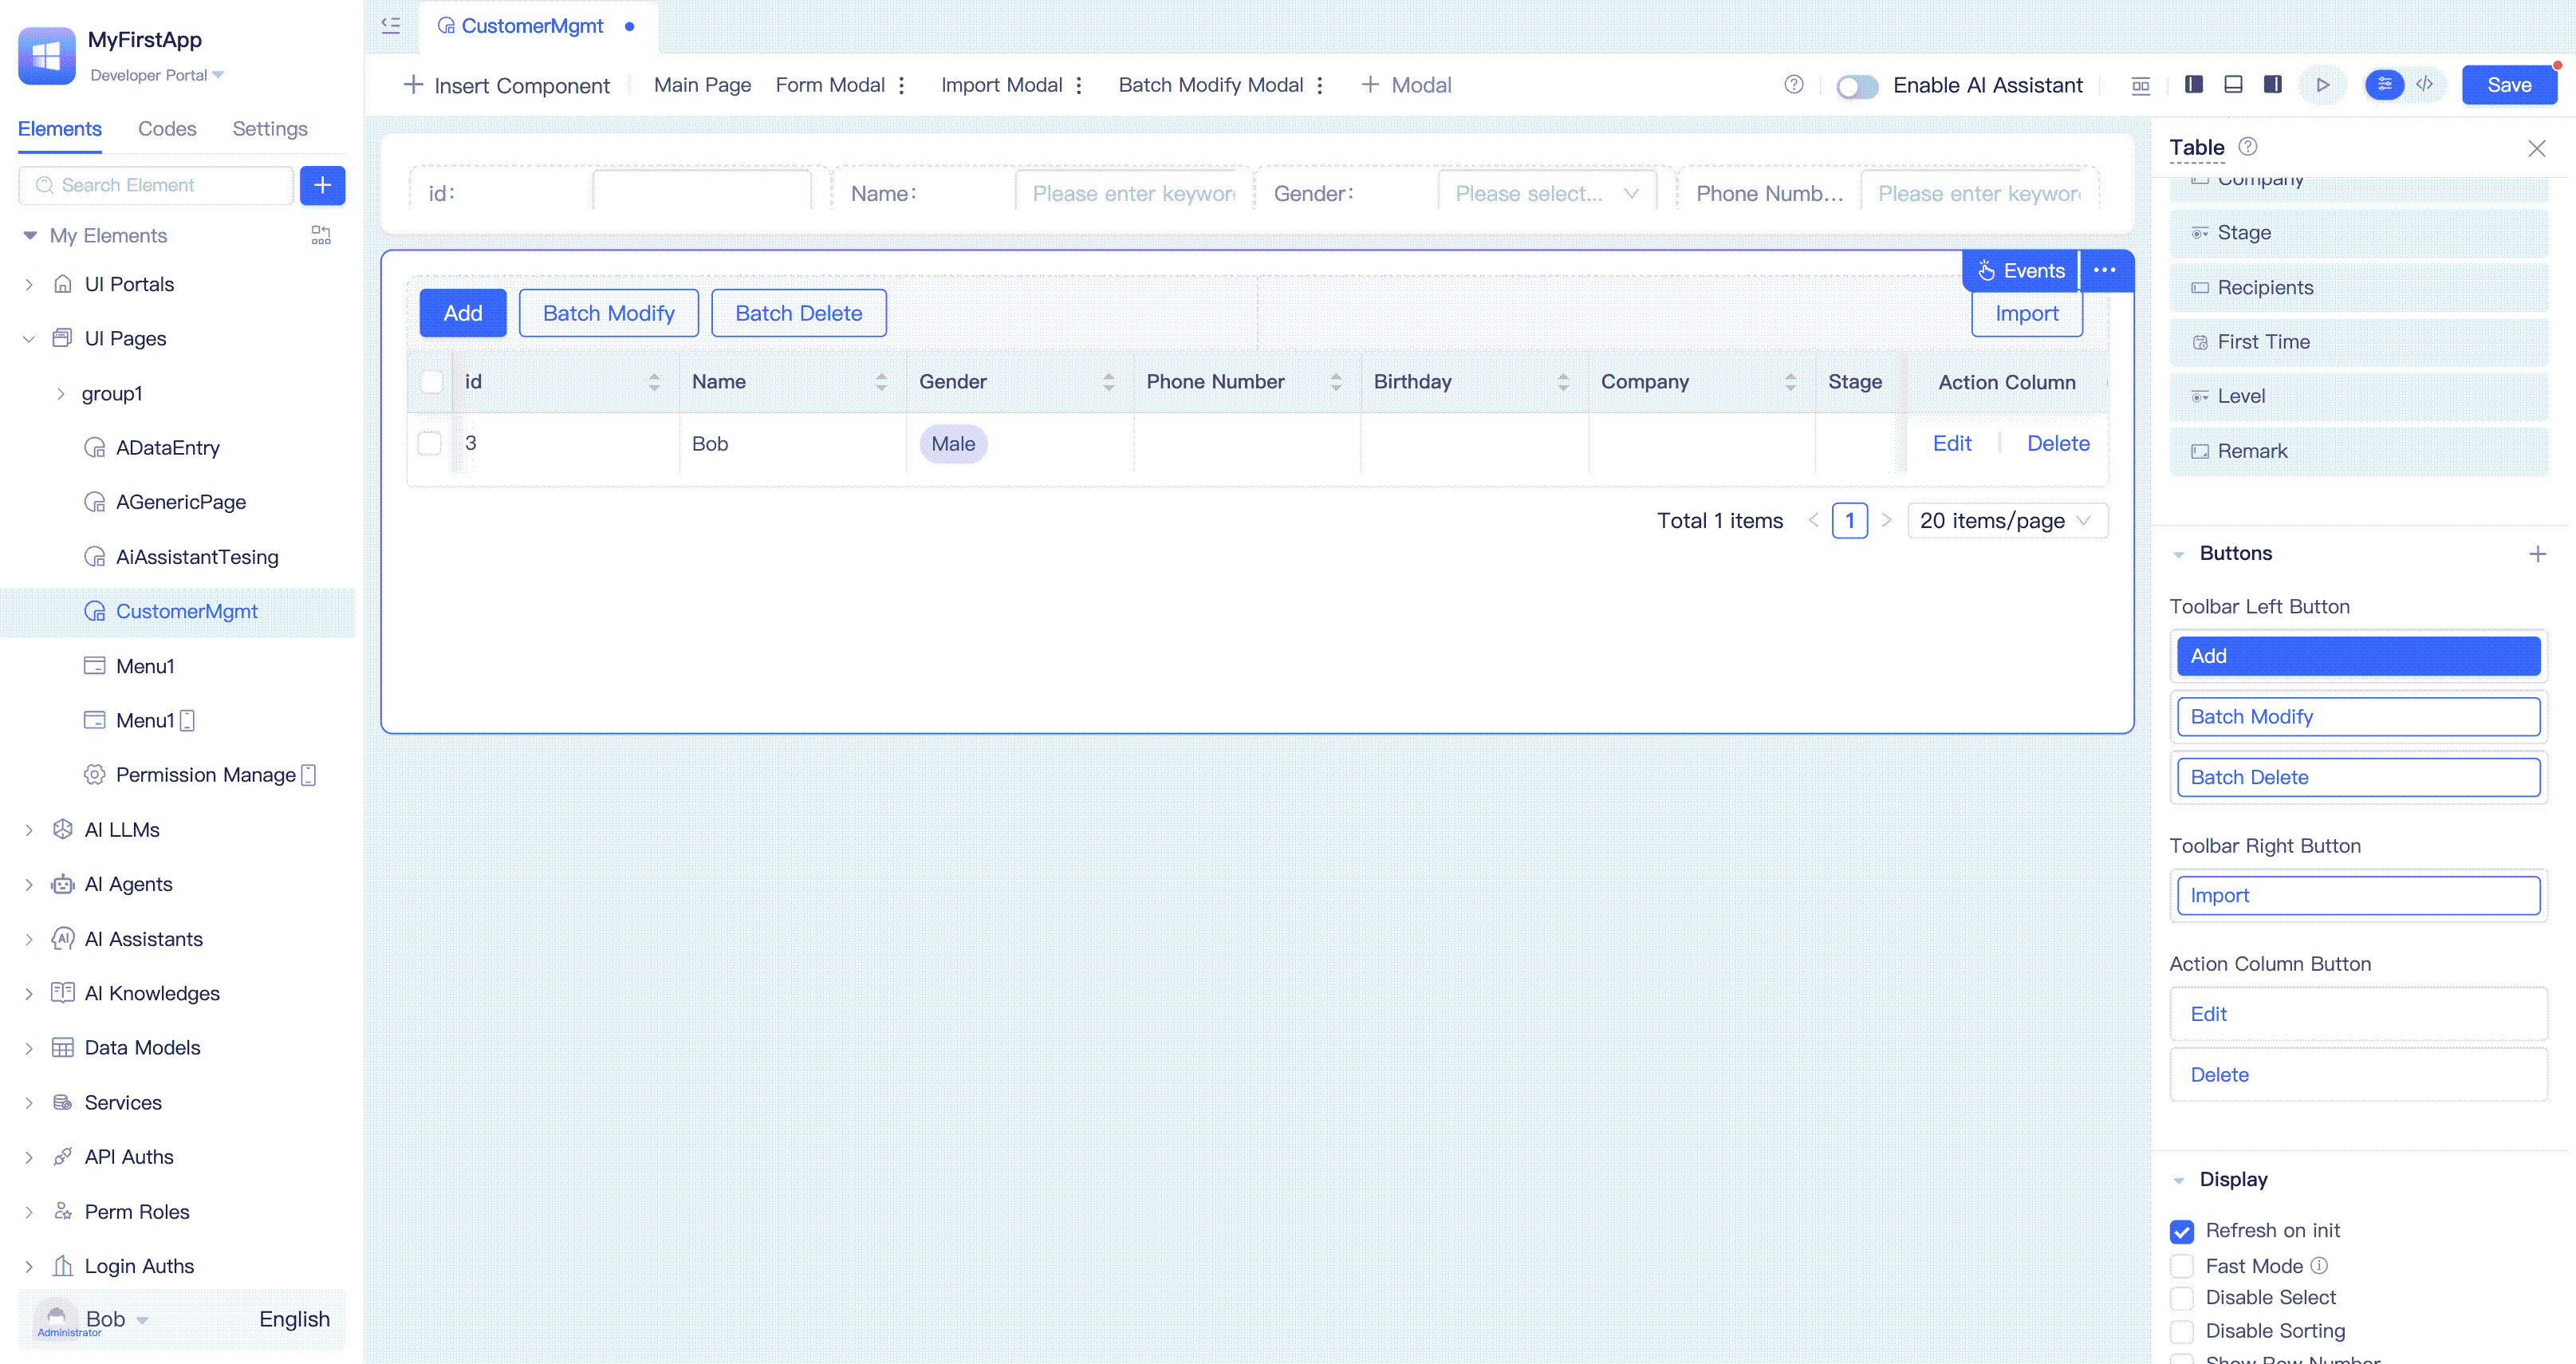 MyFirstApp
Developer Portal
Elements Codes Settings
Search Element
My Elements
UI Portals
UI Pages
group1
ADataEntry
AGenericPage
AiAssistantTesing
CustomerMgmt
Menu1
Menu1
Permission Manage
AI LLMs
AI Agents
AI Assistants
AI Knowledges
Data Models
Services
API Auths
Perm Roles
Login Auths
Bob English
Administrator
CustomerMgmt
Insert Component Main Page Form Modal Import Modal Batch Modify Modal Modal
Enable AI Assistant
Save
id: Name: Please enter keyword Gender: Please select... Phone Numb... Please enter keyword
Events
Add Batch Modify Batch Delete Import
id Name Gender Phone Number Birthday Company Stage Action Column
3 Bob Male Edit Delete
Total 1 items 1 20 items/page
Table
Company
Stage
Recipients
First Time
Level
Remark
Buttons
Toolbar Left Button
Add
Batch Modify
Batch Delete
Toolbar Right Button
Import
Action Column Button
Edit
Delete
Display
Refresh on init
Fast Mode
Disable Select
Disable Sorting
Show Row Number